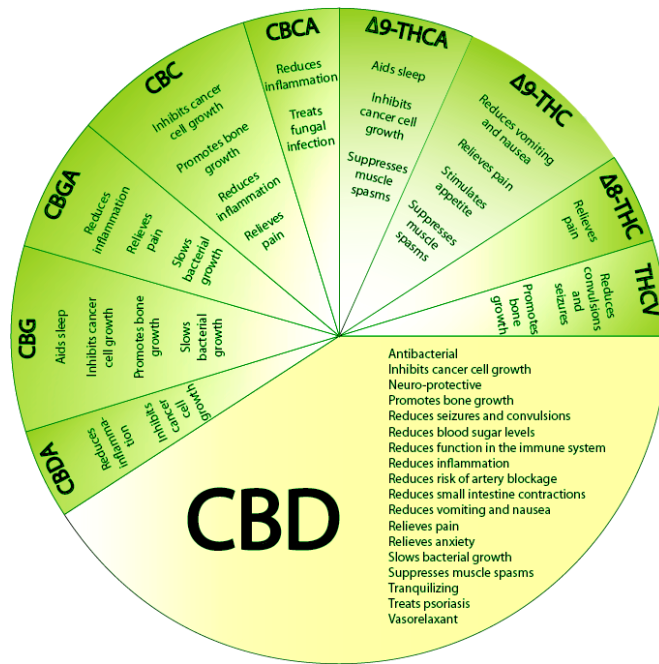 CBCA
Reduces
inflammation
Treats
fungal
infection
Δ9-THCA
Aids sleep
Inhibits
cancer cell
growth
Suppresses
muscle
spasms
Δ9-THC
Reduces vomiting
and nausea
Relieves pain
Stimulates
appetite
Suppresses
muscle
spasms
Δ8-THC
Relieves
pain
THCV
Reduces
convulsions
and
seizures
Promotes
bone
growth
CBD
Antibacterial
Inhibits cancer cell growth
Neuro-protective
Promotes bone growth
Reduces seizures and convulsions
Reduces blood sugar levels
Reduces function in the immune system
Reduces inflammation
Reduces risk of artery blockage
Reduces small intestine contractions
Reduces vomiting and nausea
Relieves pain
Relieves anxiety
Slows bacterial growth
Suppresses muscle spasms
Tranquilizing
Treats psoriasis
Vasorelaxant
CBDA
Reduces
inflamma-
tion
Inhibits
cancer
cell
growth
CBG
Aids sleep
Inhibits cancer
cell growth
Promotes bone
growth
Slows
bacterial
growth
CBGA
Reduces
inflammation
Relieves
pain
Slows
bacterial
growth
CBC
Inhibits cancer
cell growth
Promotes bone
growth
Reduces
inflammation
Relieves
pain